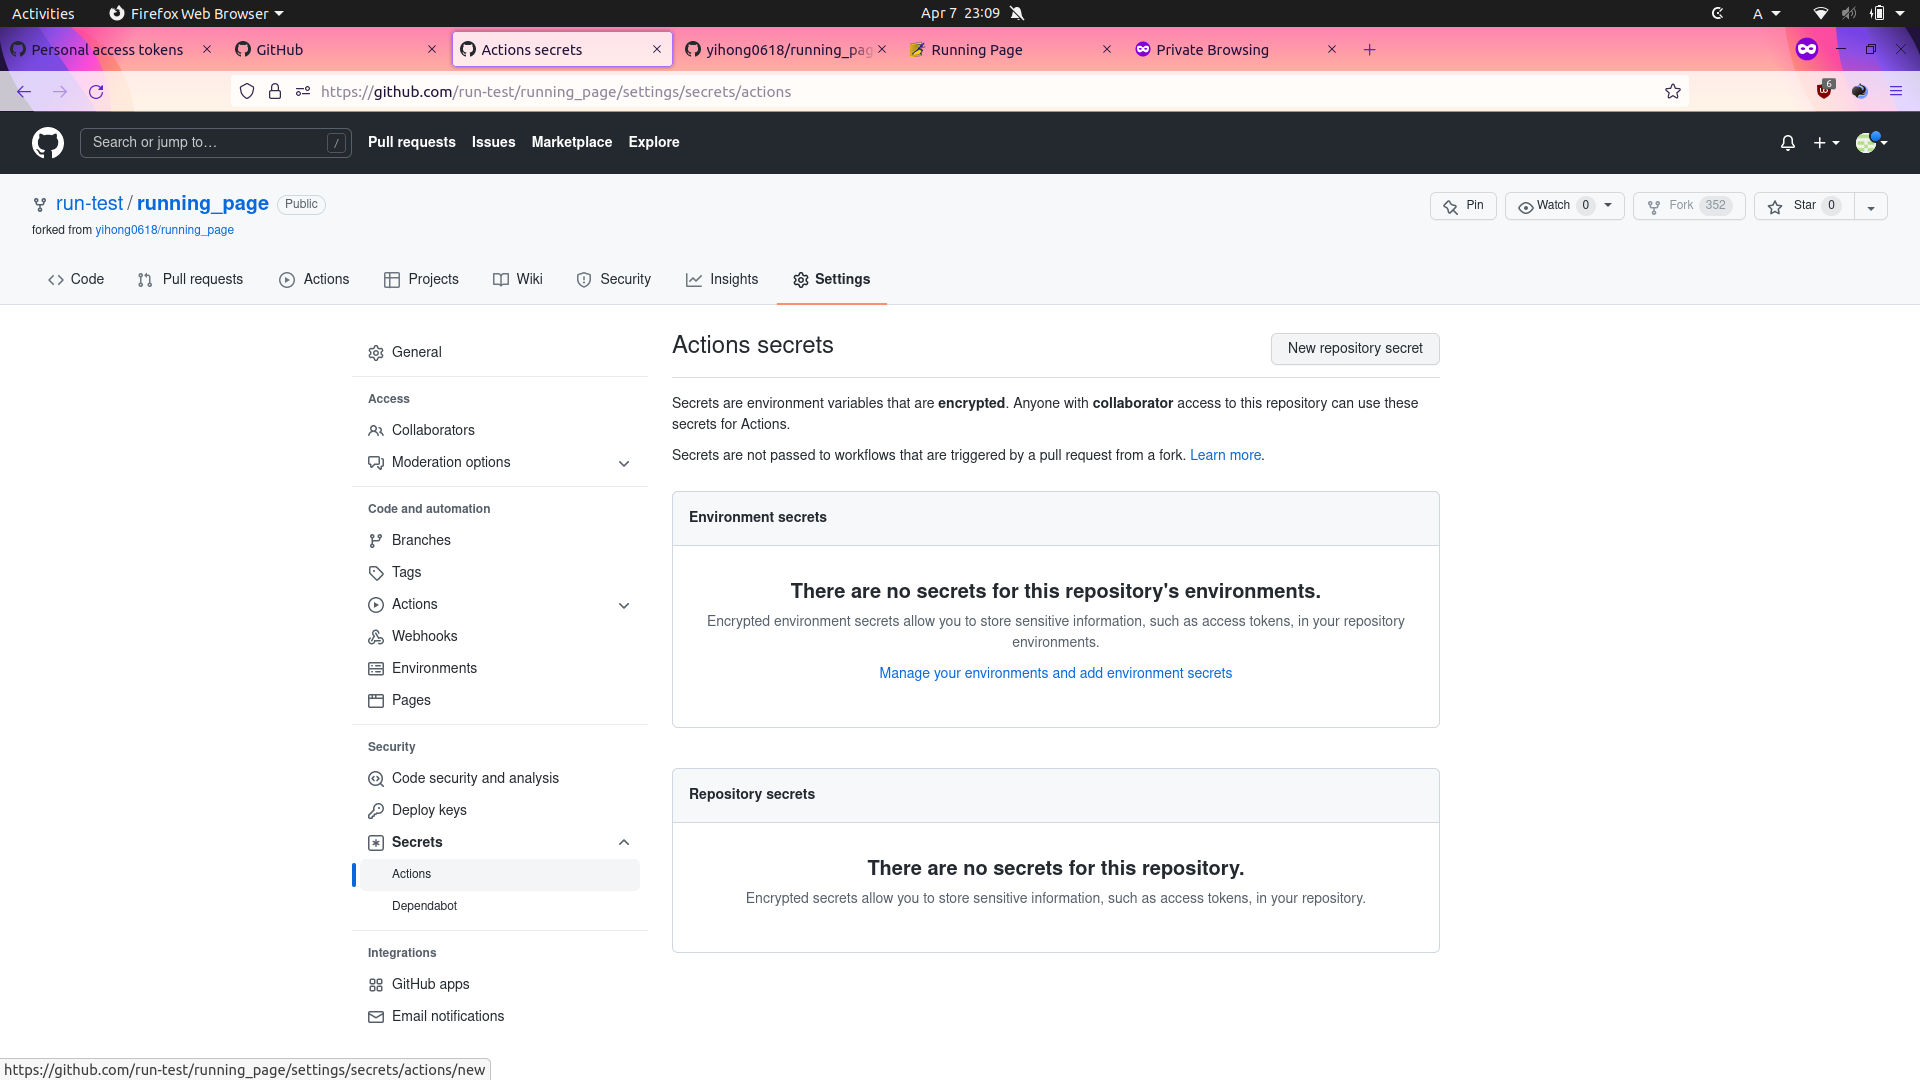 Activities Firefox Web Browser Apr 7 23:09 A
Personal access tokens GitHub Actions secrets yihong0618/running_pag Running Page Private Browsing
https://github.com/run-test/running_page/settings/secrets/actions 6
Search or jump to… / Pull requests Issues Marketplace Explore
run-test / running_page Public Pin Watch 0 Fork 352 Star 0
forked from yihong0618/running_page
Code Pull requests Actions Projects Wiki Security Insights Settings
General
Access
Collaborators
Moderation options
Code and automation
Branches
Tags
Actions
Webhooks
Environments
Pages
Security
Code security and analysis
Deploy keys
Secrets
Actions
Dependabot
Integrations
GitHub apps
Email notifications
Actions secrets New repository secret
Secrets are environment variables that are encrypted. Anyone with collaborator access to this repository can use these
secrets for Actions.
Secrets are not passed to workflows that are triggered by a pull request from a fork. Learn more.
Environment secrets
There are no secrets for this repository's environments.
Encrypted environment secrets allow you to store sensitive information, such as access tokens, in your repository
environments.
Manage your environments and add environment secrets
Repository secrets
There are no secrets for this repository.
Encrypted secrets allow you to store sensitive information, such as access tokens, in your repository.
https://github.com/run-test/running_page/settings/secrets/actions/new